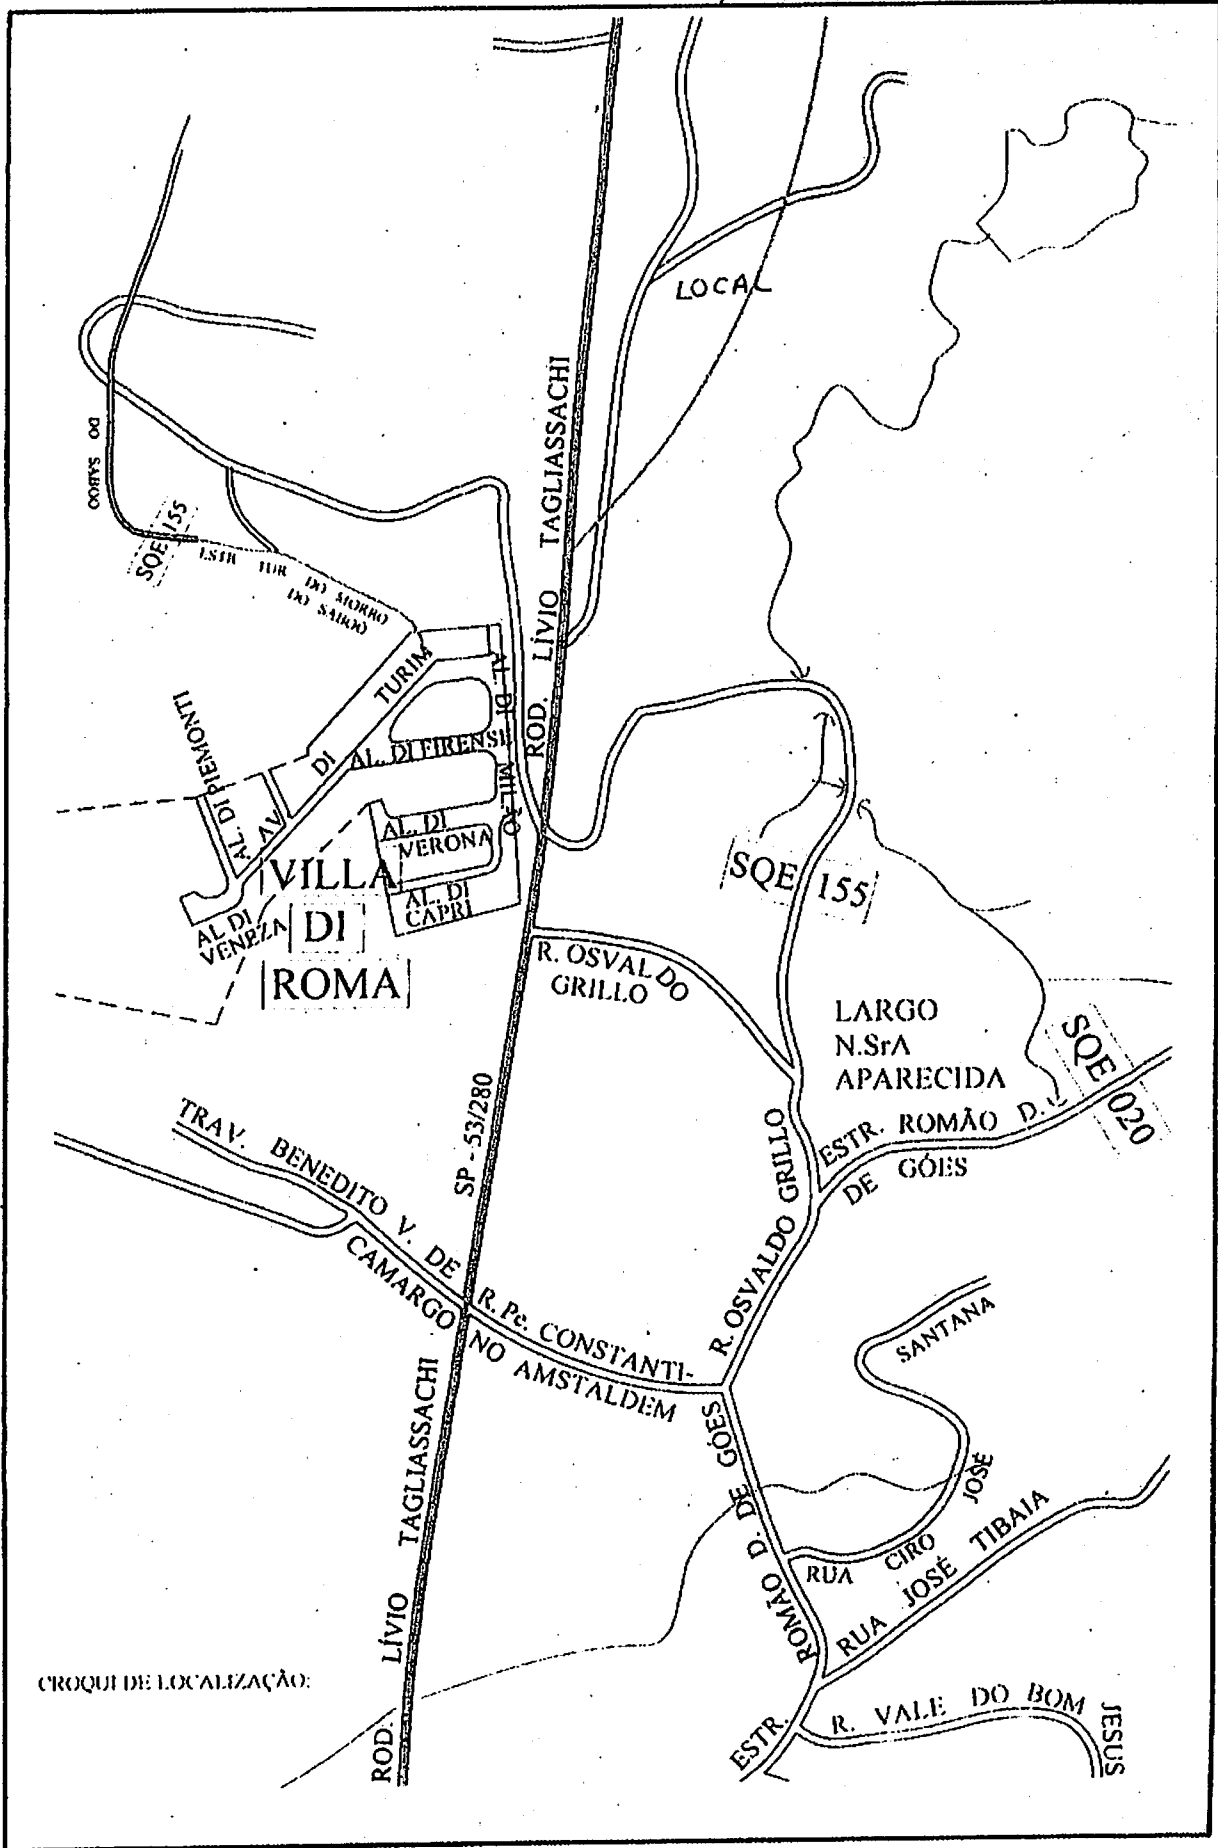 LOCAL
ROD. LÍVIO TAGLIASSACHI
DO SABOO
SQE 155
ESTR TUR DO MORRO
DO SABOO
AL. DI PIEMONTI
AV DI TURIM
AL. DI MILÃO
AL. DI FIRENSE
AL. DI
VERONA
AL. DI
CAPRI
AL DI
VENEZA
VILLA
DI
ROMA
SQE 155
R. OSVALDO
GRILLO
LARGO
N.SrA
APARECIDA
SQE 020
ESTR. ROMÃO D.
DE GÓES
R. OSVALDO GRILLO
SP - 53/280
TRAV. BENEDITO V. DE
CAMARGO
R. Pe. CONSTANTI-
NO AMSTALDEM
SANTANA
JOSÉ
RUA CIRO
RUA JOSÉ TIBAIA
ESTR. ROMÃO D. DE GÓES
R. VALE DO BOM JESUS
ROD. LÍVIO TAGLIASSACHI
CROQUI DE LOCALIZAÇÃO: